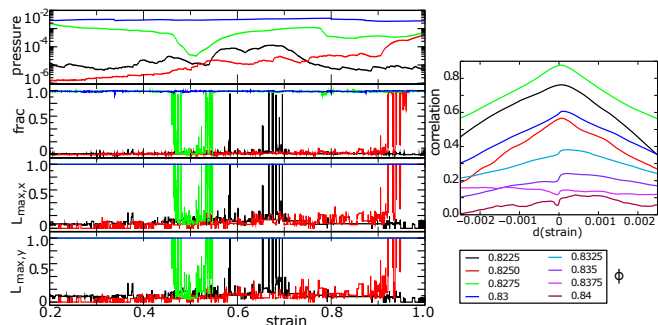 10⁻²
10⁻⁴
10⁻⁶
pressure
1.0
0.5
0
frac
1.0
0.5
0
L_max,x
1.0
0.5
0
L_max,y
0.2 0.4 0.6 0.8 1.0
strain
0.8
0.6
0.4
0.2
0.0
correlation
−0.002 −0.001 0 0.001 0.002
d(strain)
0.8225 0.8325
0.8250 0.835
0.8275 0.8375
0.83 0.84
ϕ